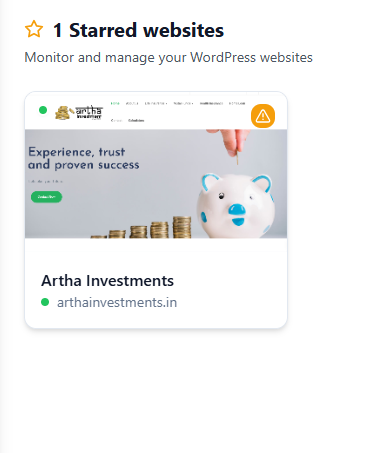 1 Starred websites
Monitor and manage your WordPress websites
artha
Experience, trust
and proven success
Artha Investments
arthainvestments.in